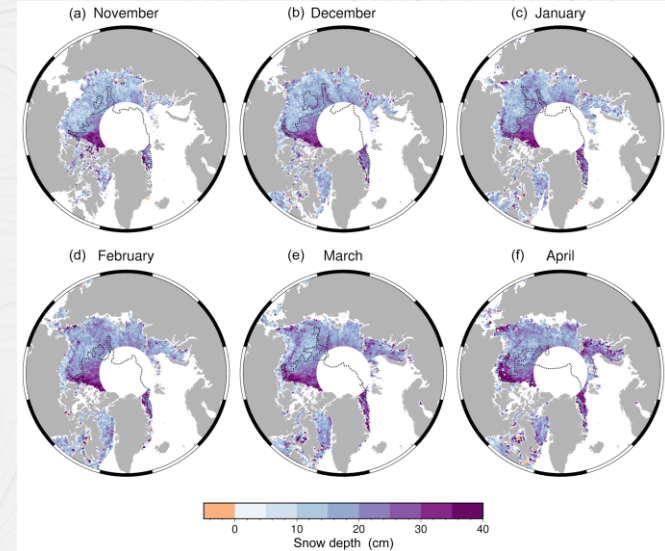 (a) November
(b) December
(c) January
(d) February
(e) March
(f) April
0 10 20 30 40
Snow depth (cm)